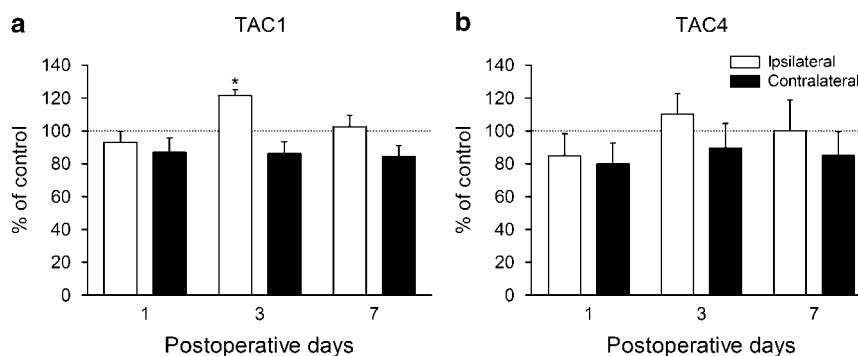 a
TAC1
% of control
140
120
100
80
60
40
20
0
*
1
3
7
Postoperative days
b
TAC4
Ipsilateral
Contralateral
% of control
140
120
100
80
60
40
20
0
1
3
7
Postoperative days